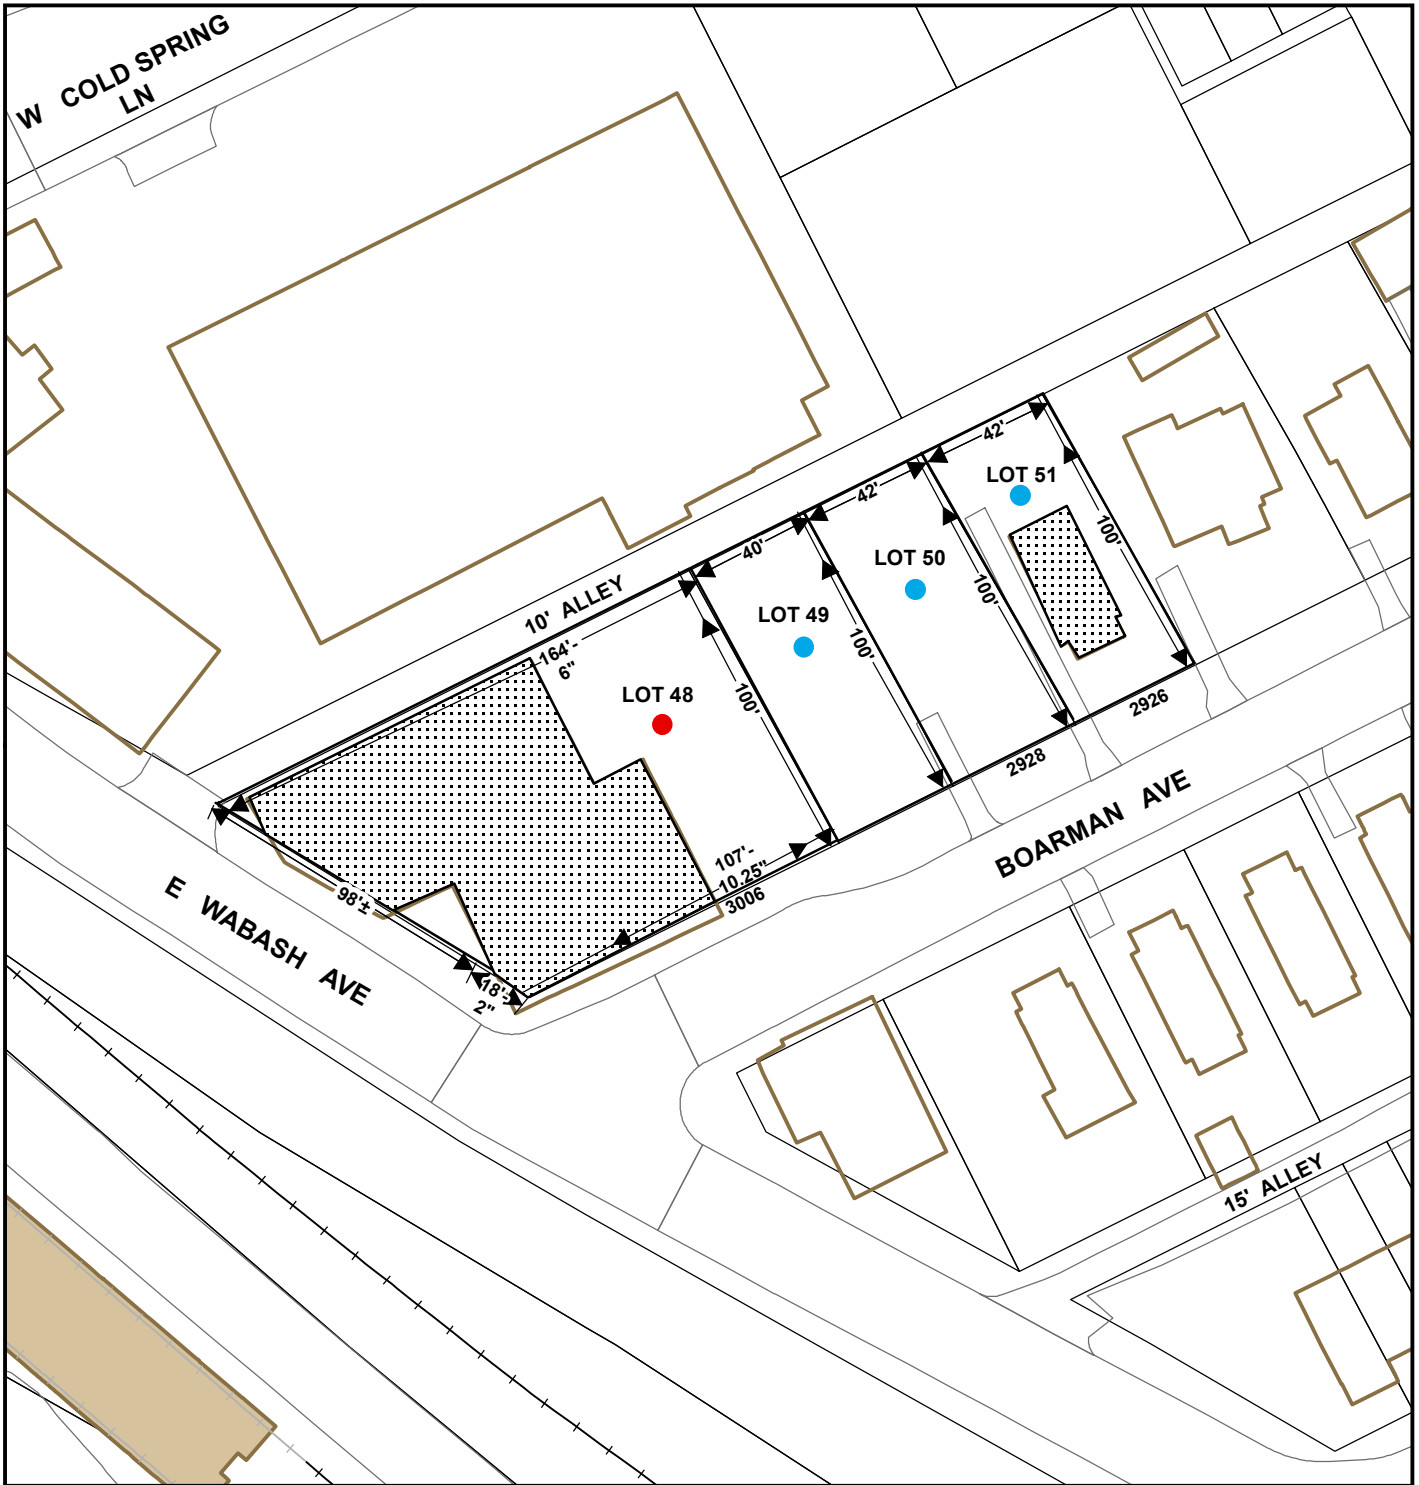 W COLD SPRING
LN
42'
LOT 51
42'
100'
40'
LOT 50
100'
10' ALLEY
LOT 49
100'
164'-
6"
LOT 48
100'
2926
2928
BOARMAN AVE
107'-
10.25"
3006
98'±
E WABASH AVE
18'-
2"
15' ALLEY